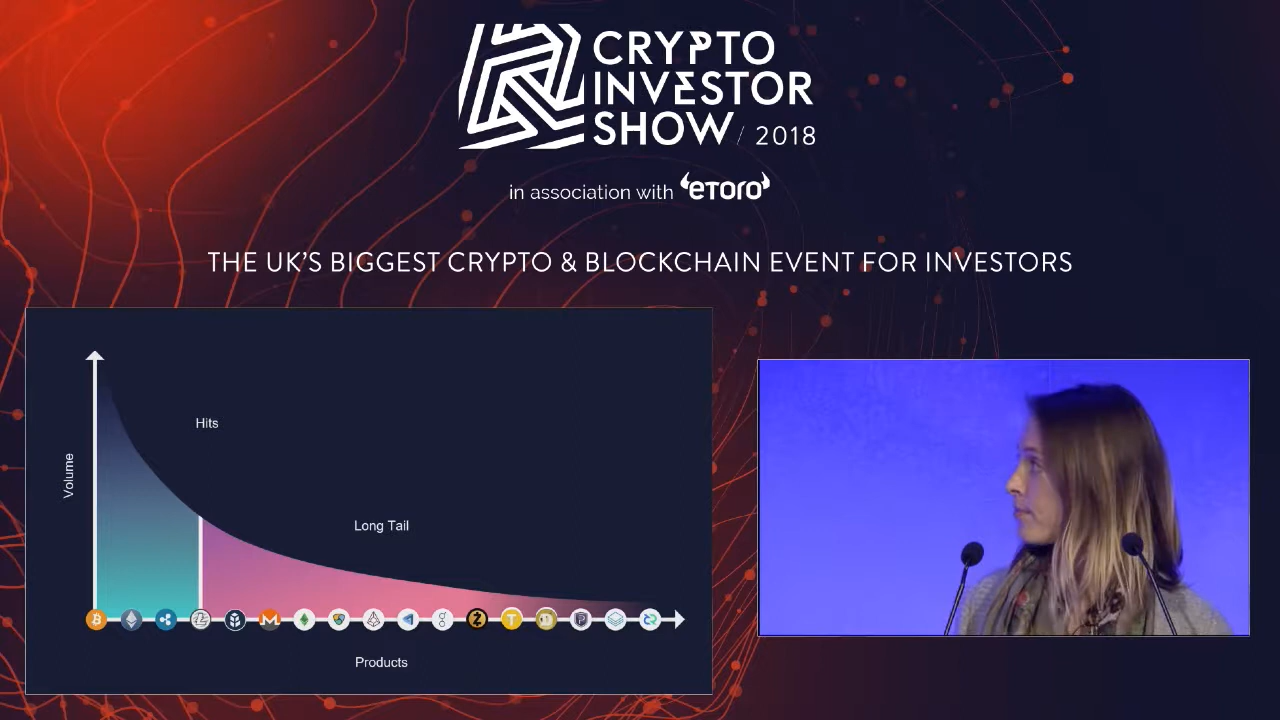 CRYPTO
INVESTOR
SHOW / 2018
in association with eToro
THE UK'S BIGGEST CRYPTO & BLOCKCHAIN EVENT FOR INVESTORS
Hits
Volume
Long Tail
Products